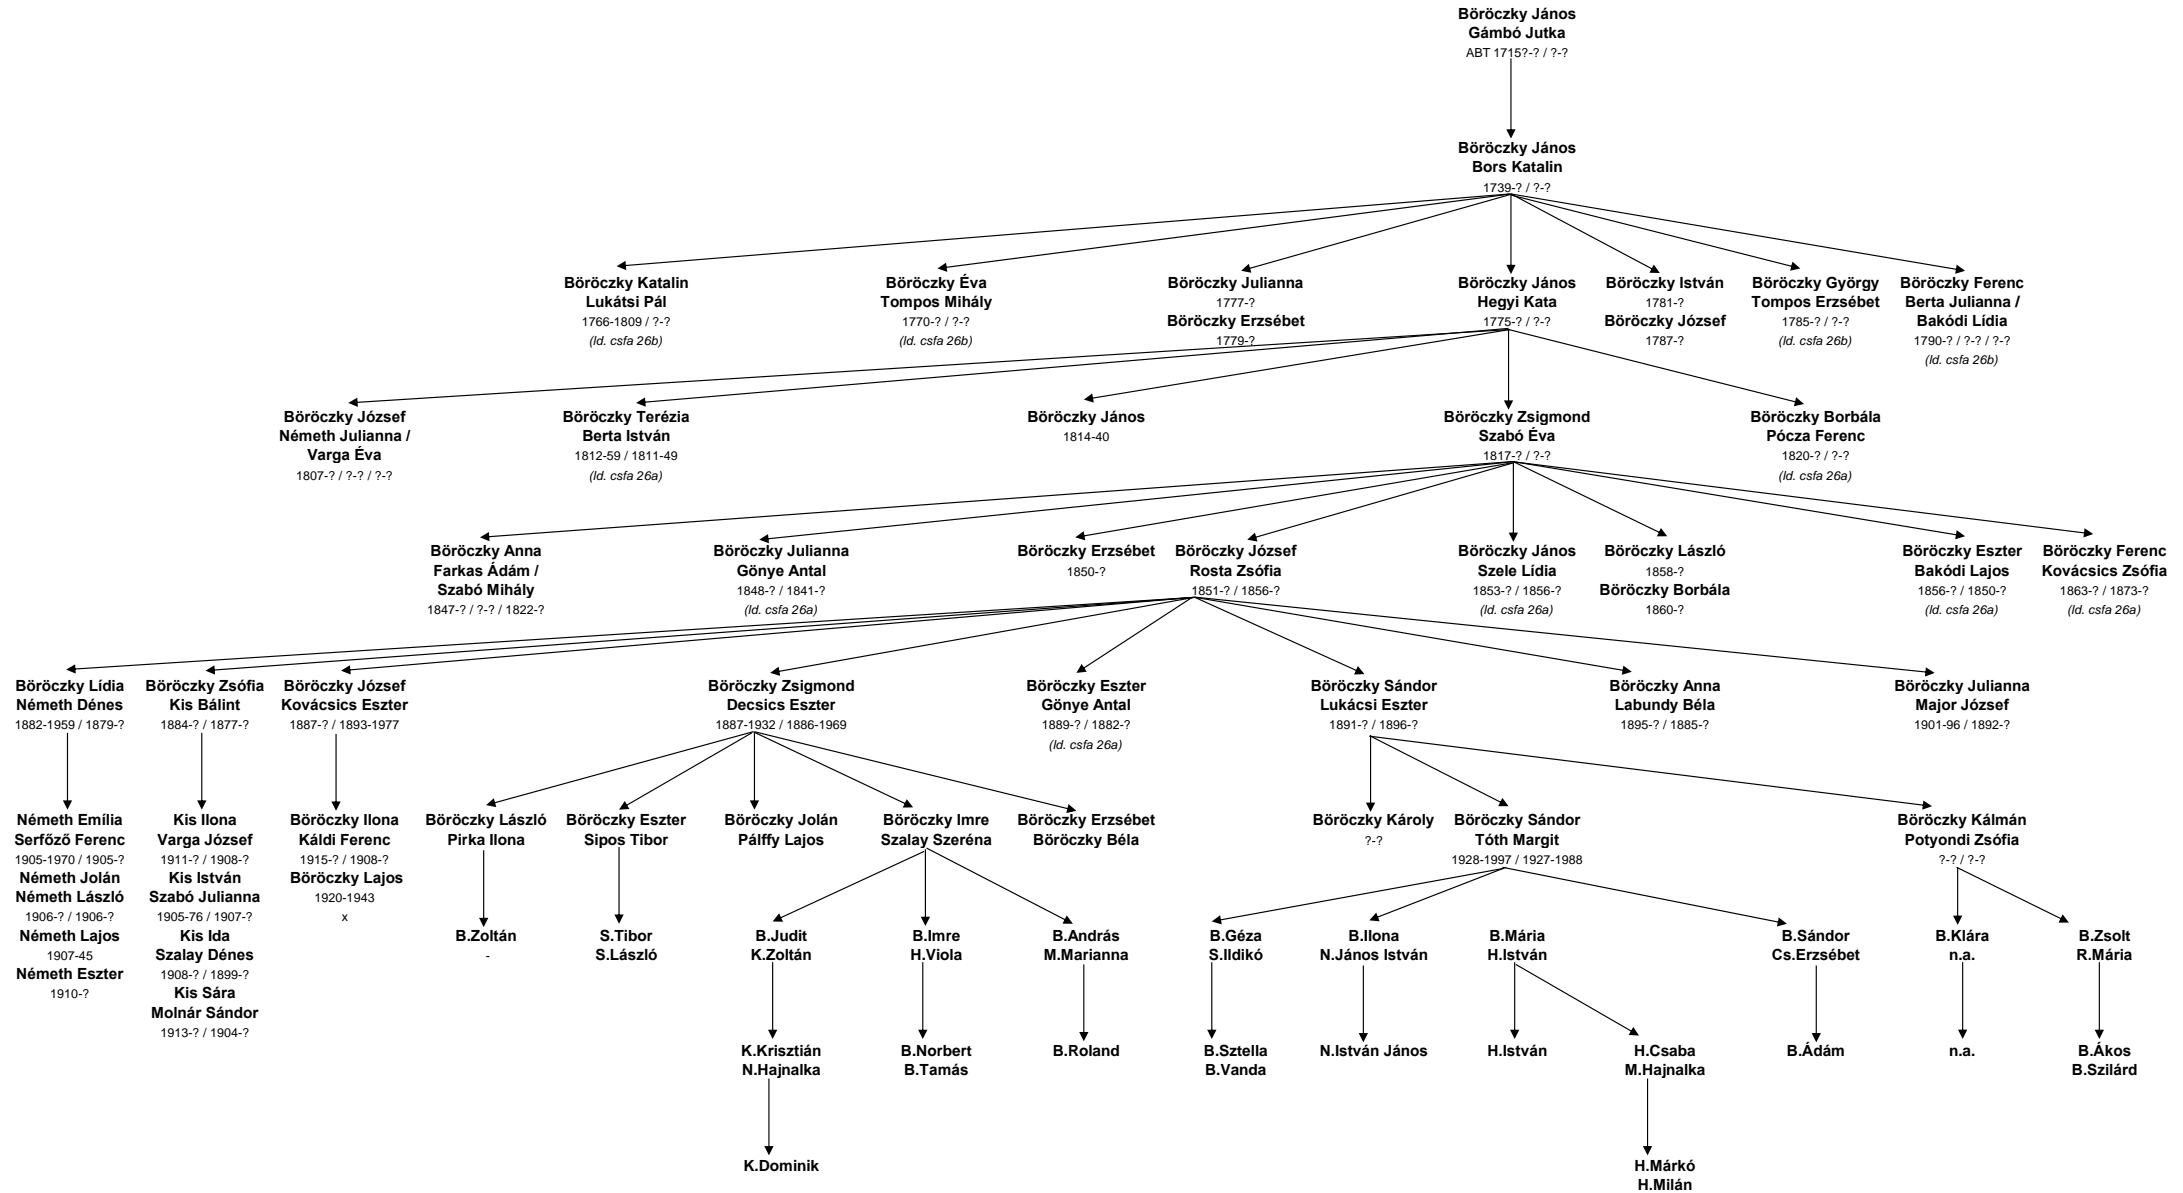 Böröczky János
Gámbó Jutka
ABT 1715?-? / ?-?
Böröczky János
Bors Katalin
1739-? / ?-?
Böröczky Katalin
Lukátsi Pál
1766-1809 / ?-?
(ld. csfa 26b)
Böröczky Éva
Tompos Mihály
1770-? / ?-?
(ld. csfa 26b)
Böröczky Julianna
1777-?
Böröczky Erzsébet
1779-?
Böröczky János
Hegyi Kata
1775-? / ?-?
Böröczky István
1781-?
Böröczky József
1787-?
Böröczky György
Tompos Erzsébet
1785-? / ?-?
(ld. csfa 26b)
Böröczky Ferenc
Berta Julianna /
Bakódi Lídia
1790-? / ?-? / ?-?
(ld. csfa 26b)
Böröczky József
Németh Julianna /
Varga Éva
1807-? / ?-? / ?-?
Böröczky Terézia
Berta István
1812-59 / 1811-49
(ld. csfa 26a)
Böröczky János
1814-40
Böröczky Zsigmond
Szabó Éva
1817-? / ?-?
Böröczky Borbála
Pócza Ferenc
1820-? / ?-?
(ld. csfa 26a)
Böröczky Anna
Farkas Ádám /
Szabó Mihály
1847-? / ?-? / 1822-?
Böröczky Julianna
Gönye Antal
1848-? / 1841-?
(ld. csfa 26a)
Böröczky Erzsébet
1850-?
Böröczky József
Rosta Zsófia
1851-? / 1856-?
Böröczky János
Szele Lídia
1853-? / 1856-?
(ld. csfa 26a)
Böröczky László
1858-?
Böröczky Borbála
1860-?
Böröczky Eszter
Bakódi Lajos
1856-? / 1850-?
(ld. csfa 26a)
Böröczky Ferenc
Kovácsics Zsófia
1863-? / 1873-?
(ld. csfa 26a)
Böröczky Lídia
Németh Dénes
1882-1959 / 1879-?
Böröczky Zsófia
Kis Bálint
1884-? / 1877-?
Böröczky József
Kovácsics Eszter
1887-? / 1893-1977
Böröczky Zsigmond
Decsics Eszter
1887-1932 / 1886-1969
Böröczky Eszter
Gönye Antal
1889-? / 1882-?
(ld. csfa 26a)
Böröczky Sándor
Lukácsi Eszter
1891-? / 1896-?
Böröczky Anna
Labundy Béla
1895-? / 1885-?
Böröczky Julianna
Major József
1901-96 / 1892-?
Németh Emília
Serfőző Ferenc
1905-1970 / 1905-?
Németh Jolán
Németh László
1906-? / 1906-?
Németh Lajos
1907-45
Németh Eszter
1910-?
Kis Ilona
Varga József
1911-? / 1908-?
Kis István
Szabó Julianna
1905-76 / 1907-?
Kis Ida
Szalay Dénes
1908-? / 1899-?
Kis Sára
Molnár Sándor
1913-? / 1904-?
Böröczky Ilona
Káldi Ferenc
1915-? / 1908-?
Böröczky Lajos
1920-1943
x
Böröczky László
Pirka Ilona
Böröczky Eszter
Sipos Tibor
Böröczky Jolán
Pálffy Lajos
Böröczky Imre
Szalay Szeréna
Böröczky Erzsébet
Böröczky Béla
Böröczky Károly
?-?
Böröczky Sándor
Tóth Margit
1928-1997 / 1927-1988
Böröczky Kálmán
Potyondi Zsófia
?-? / ?-?
B.Zoltán
-
S.Tibor
S.László
B.Judit
K.Zoltán
B.Imre
H.Viola
B.András
M.Marianna
B.Géza
S.Ildikó
B.Ilona
N.János István
B.Mária
H.István
B.Sándor
Cs.Erzsébet
B.Klára
n.a.
B.Zsolt
R.Mária
K.Krisztián
N.Hajnalka
B.Norbert
B.Tamás
B.Roland
B.Sztella
B.Vanda
N.István János
H.István
H.Csaba
M.Hajnalka
B.Ádám
n.a.
B.Ákos
B.Szilárd
K.Dominik
H.Márkó
H.Milán